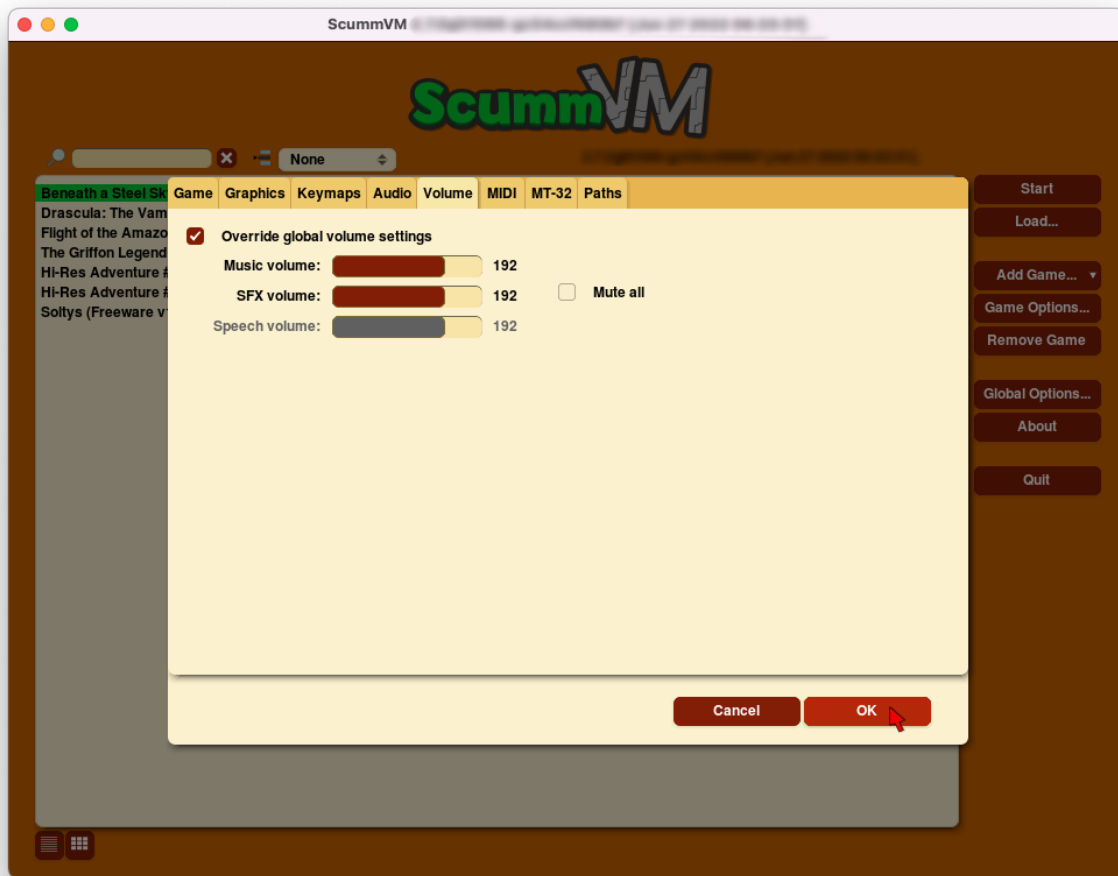 ScummVM
ScummVM
None
Beneath a Steel Sk
Drascula: The Vam
Flight of the Amazo
The Griffon Legend
Hi-Res Adventure #
Hi-Res Adventure #
Soltys (Freeware v
Game Graphics Keymaps Audio Volume MIDI MT-32 Paths
Override global volume settings
Music volume: 192
SFX volume: 192 Mute all
Speech volume: 192
Cancel OK
Start
Load...
Add Game...
Game Options...
Remove Game
Global Options...
About
Quit